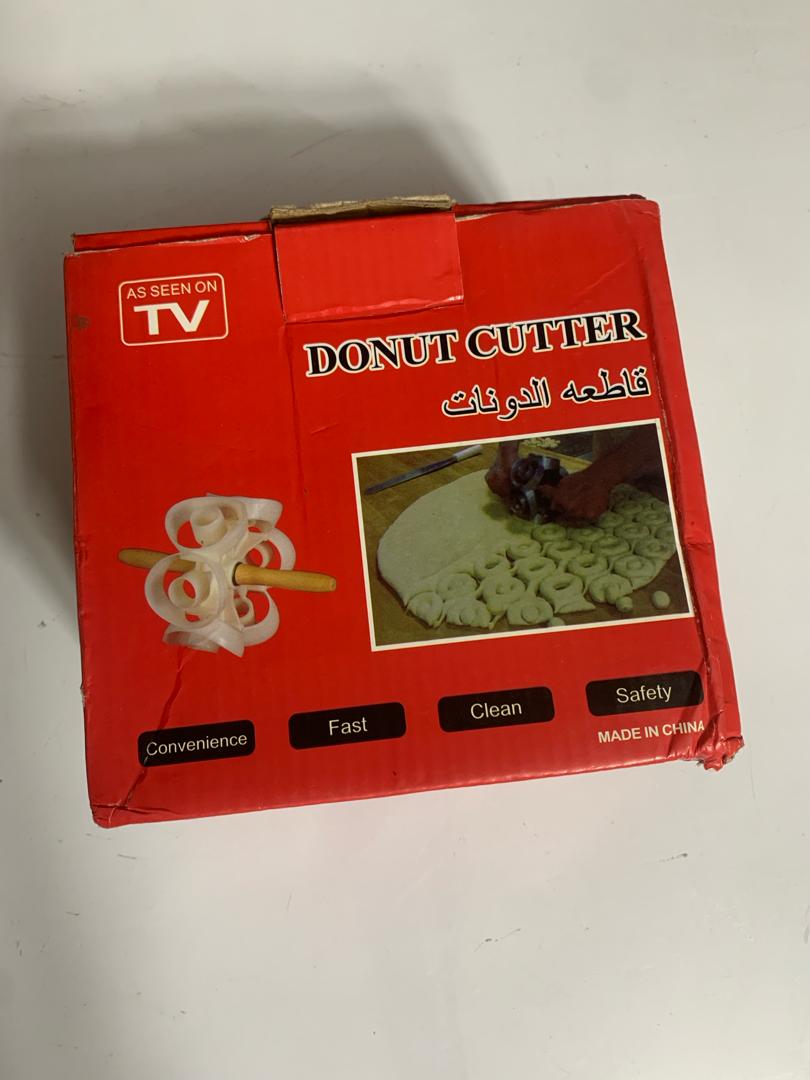 AS SEEN ON
TV
DONUT CUTTER
قاطعه الدونات
Convenience
Fast
Clean
Safety
MADE IN CHINA